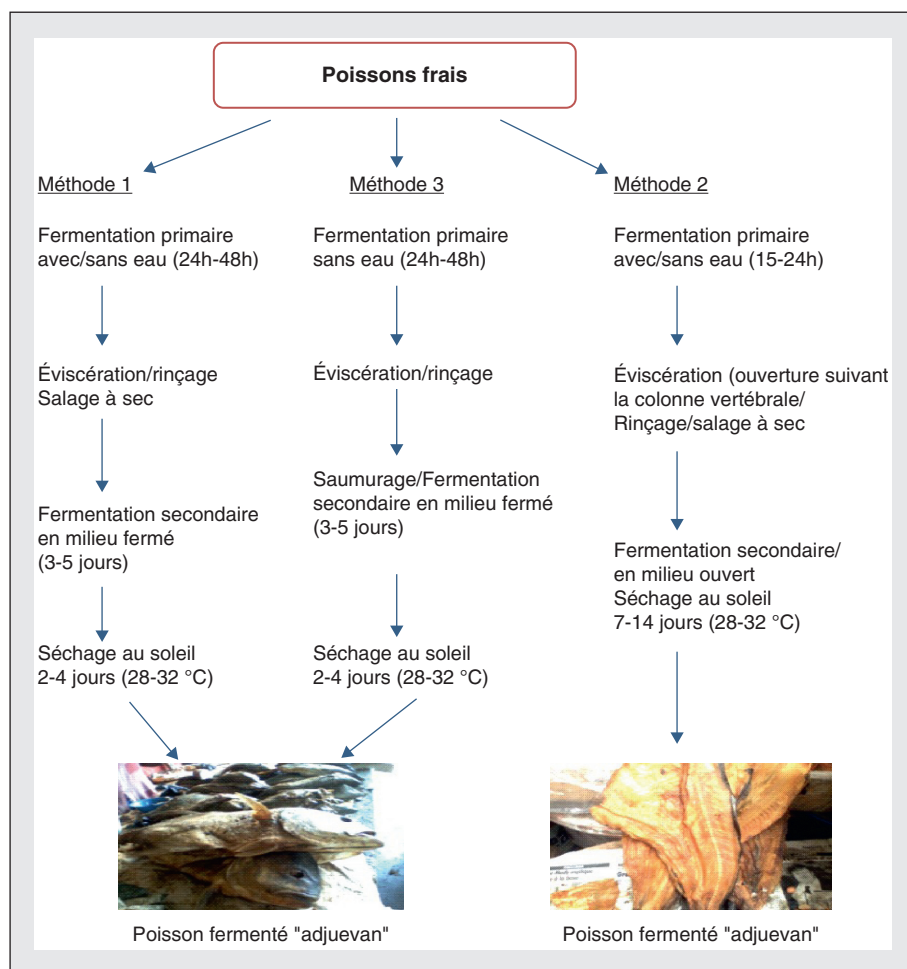 Poissons frais
Méthode 1
Fermentation primaire
avec/sans eau (24h-48h)
Éviscération/rinçage
Salage à sec
Fermentation secondaire
en milieu fermé
(3-5 jours)
Séchage au soleil
2-4 jours (28-32 °C)
Méthode 3
Fermentation primaire
sans eau (24h-48h)
Éviscération/rinçage
Saumurage/Fermentation
secondaire en milieu fermé
(3-5 jours)
Séchage au soleil
2-4 jours (28-32 °C)
Poisson fermenté "adjuevan"
Méthode 2
Fermentation primaire
avec/sans eau (15-24h)
Éviscération (ouverture suivant
la colonne vertébrale/
Rinçage/salage à sec
Fermentation secondaire/
en milieu ouvert
Séchage au soleil
7-14 jours (28-32 °C)
Poisson fermenté "adjuevan"